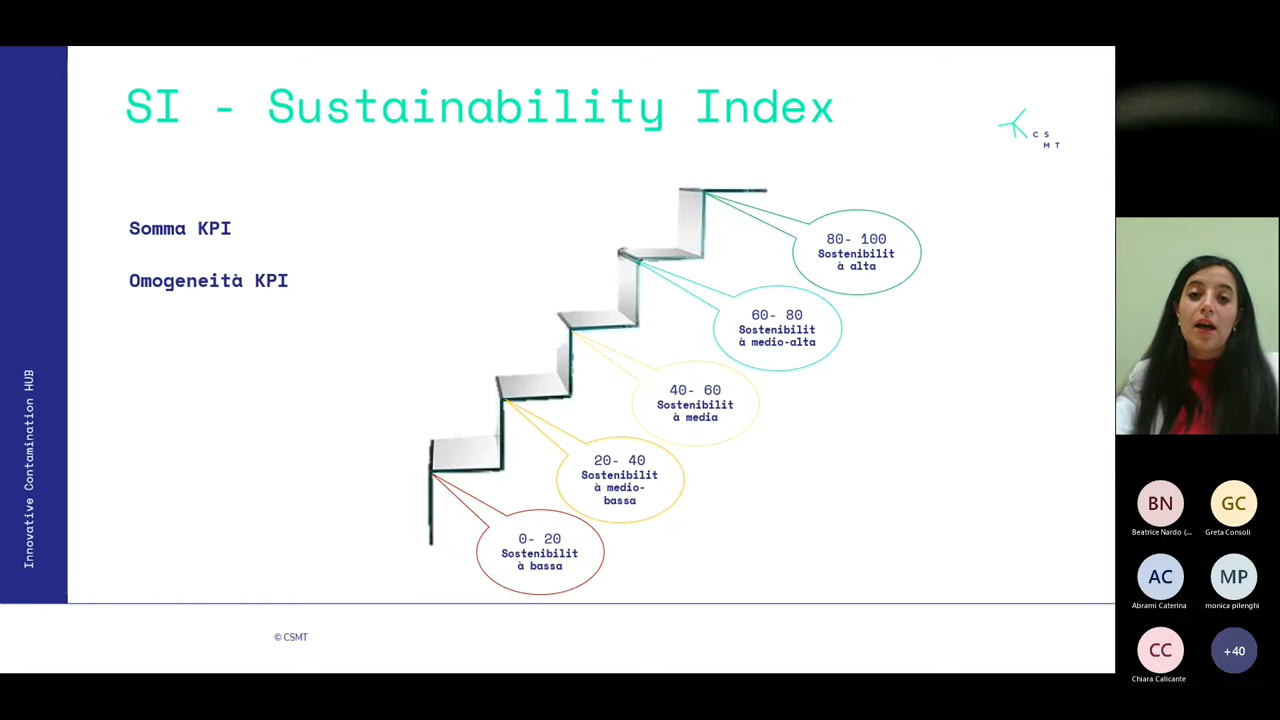 SI - Sustainability Index
C S
M T
Somma KPI
Omogeneità KPI
80- 100
Sostenibilit
à alta
60- 80
Sostenibilit
à medio-alta
40- 60
Sostenibilit
à media
20- 40
Sostenibilit
à medio-
bassa
0- 20
Sostenibilit
à bassa
Innovative Contamination HUB
© CSMT
BN
Beatrice Nardo (...
GC
Greta Consoli
AC
Abrami Caterina
MP
monica pilenghi
CC
Chiara Calicante
+40